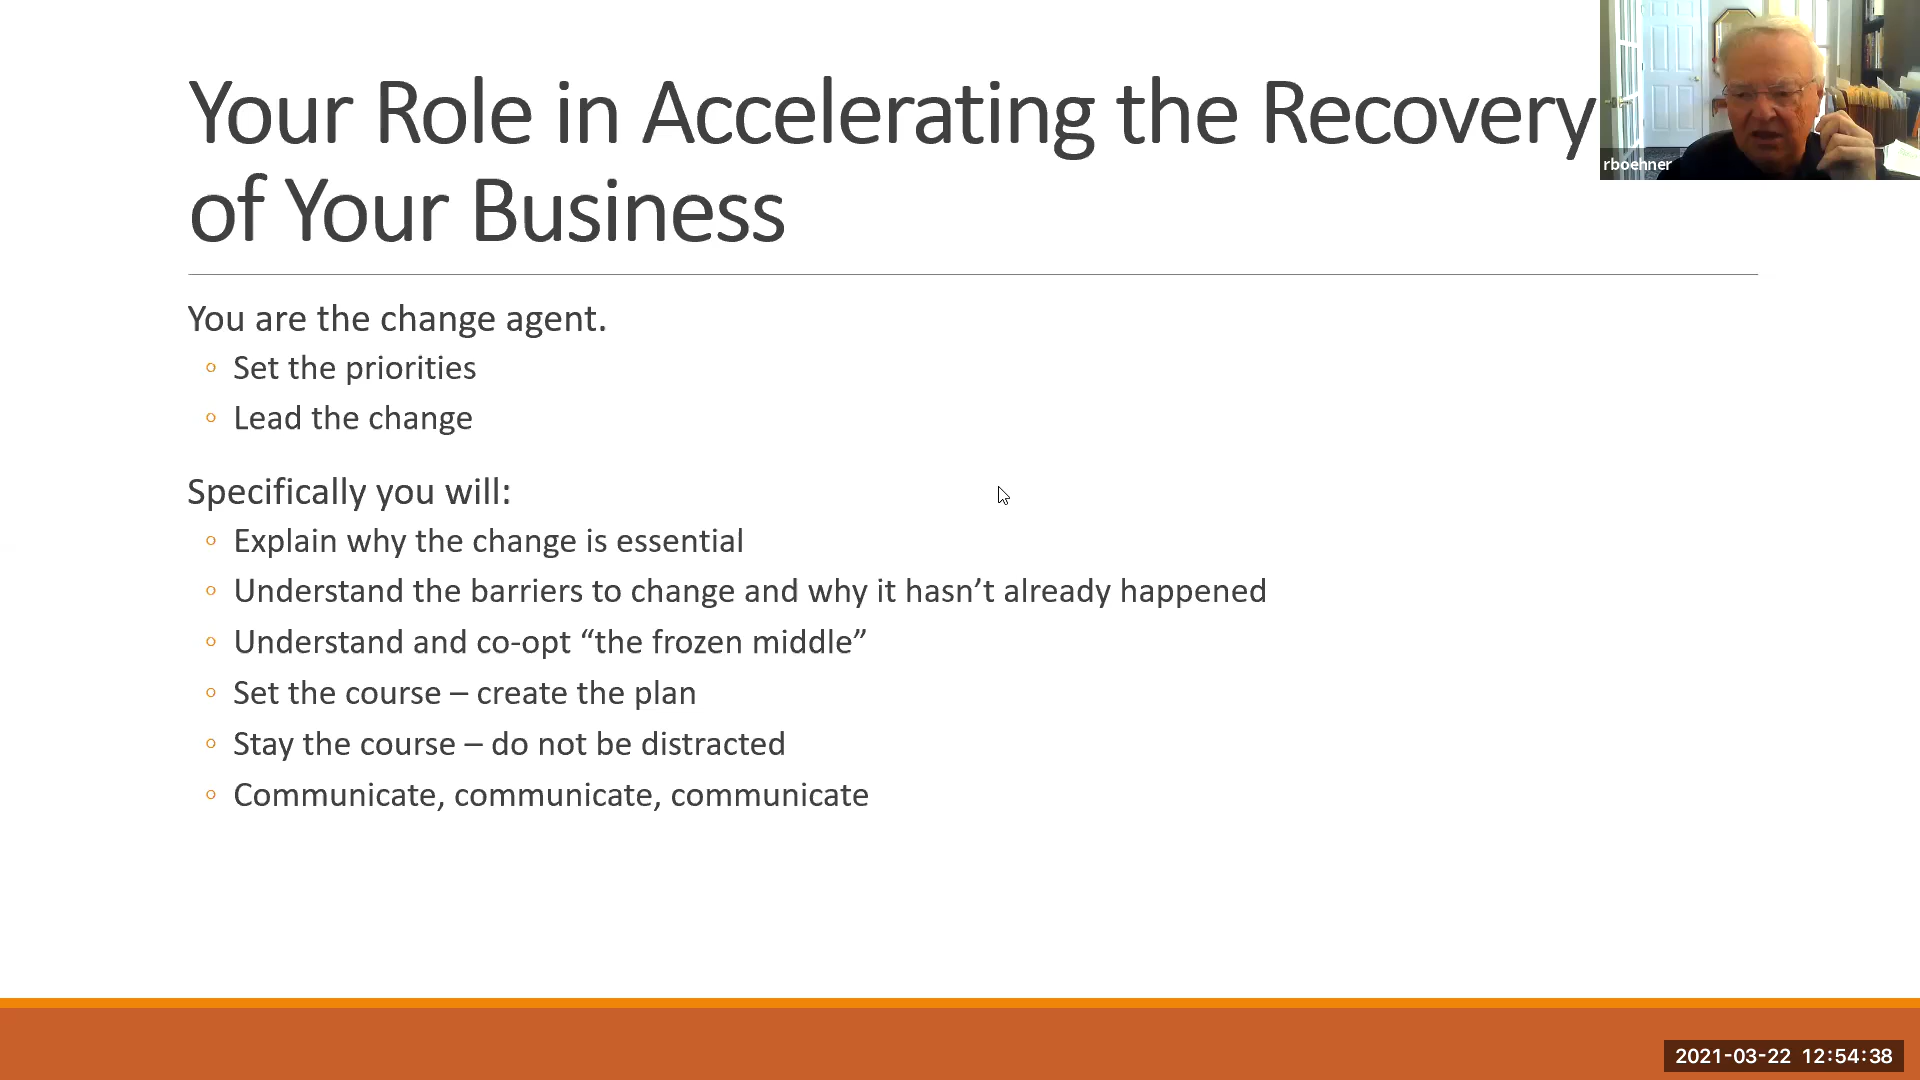 Your Role in Accelerating the Recovery
of Your Business
rboehner
You are the change agent.
◦ Set the priorities
◦ Lead the change
Specifically you will:
◦ Explain why the change is essential
◦ Understand the barriers to change and why it hasn’t already happened
◦ Understand and co-opt “the frozen middle”
◦ Set the course – create the plan
◦ Stay the course – do not be distracted
◦ Communicate, communicate, communicate
2021-03-22 12:54:38